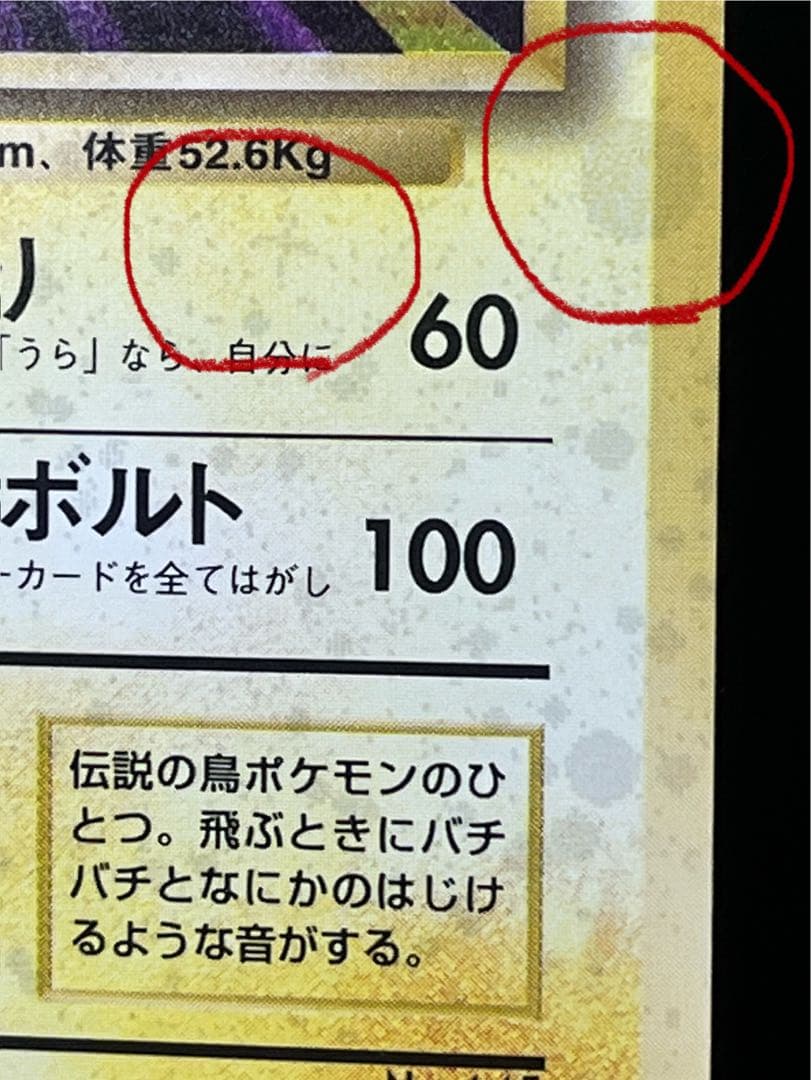 m、体重52.6Kg
「うら」なら、自分に
60
ボルト
ーカードを全てはがし
100
伝説の鳥ポケモンのひ
とつ。飛ぶときにバチ
バチとなにかのはじけ
るような音がする。